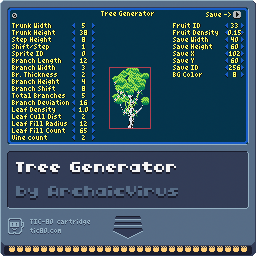 Tree Generator Save ->
Trunk Width 5 Fruit ID 33
Trunk Height 30 Fruit Density -0.15
Step Height 8 Save Width 40
Shift/Step 1 Save Height 60
Sprite ID 0 Save X 102
Branch Length 12 Save Y 60
Branch Width 3 Save ID 256
Br. Thickness 2 BG Color 8
Branch Height 4
Branch Shift 8
Total Branches 5
Branch Deviation 16
Leaf Density 1.0
Leaf Cull Dist 2
Leaf Fill Radius 12
Leaf Fill Count 65
Vine count 2
Tree Generator
by ArchaicVirus
TIC-80 cartridge
tic80.com